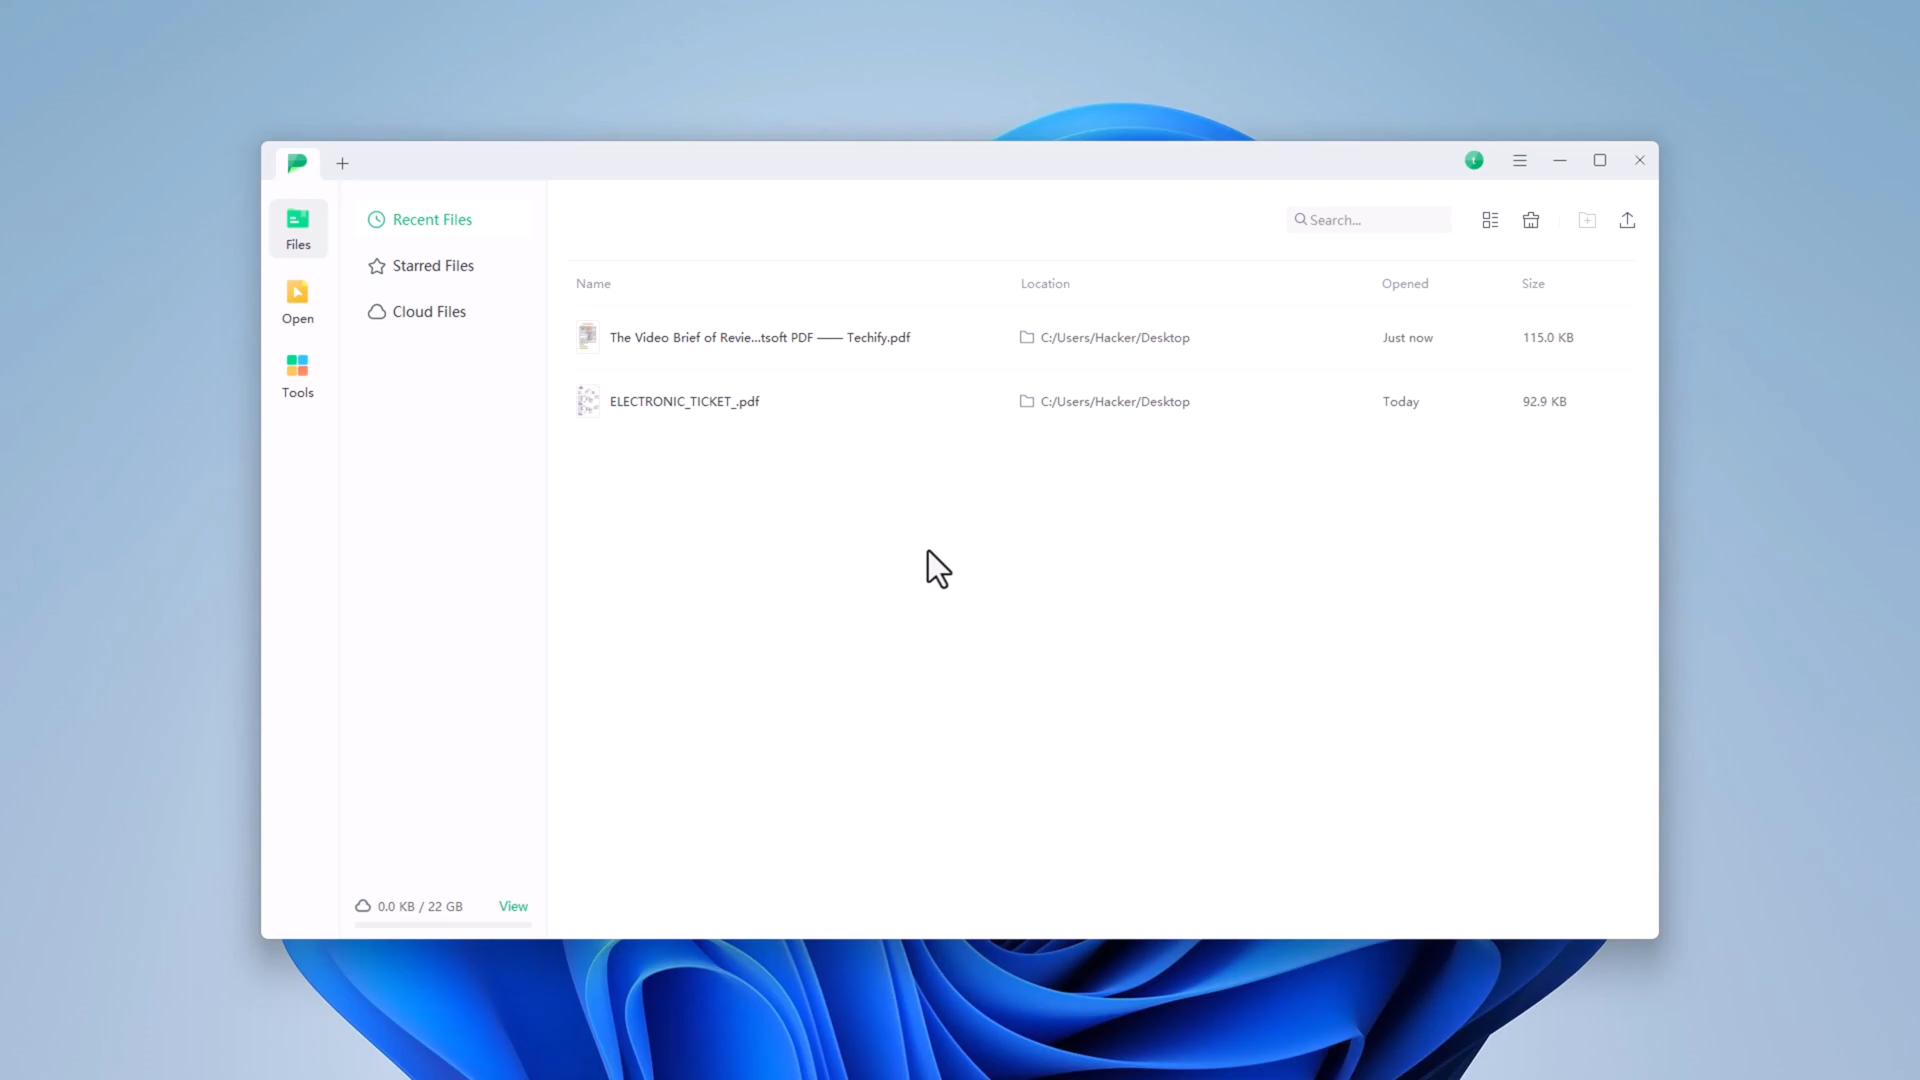 t
Files
Open
Tools
Recent Files
Starred Files
Cloud Files
0.0 KB / 22 GB View
Search...
Name Location Opened Size
The Video Brief of Revie...tsoft PDF —— Techify.pdf C:/Users/Hacker/Desktop Just now 115.0 KB
ELECTRONIC_TICKET_.pdf C:/Users/Hacker/Desktop Today 92.9 KB